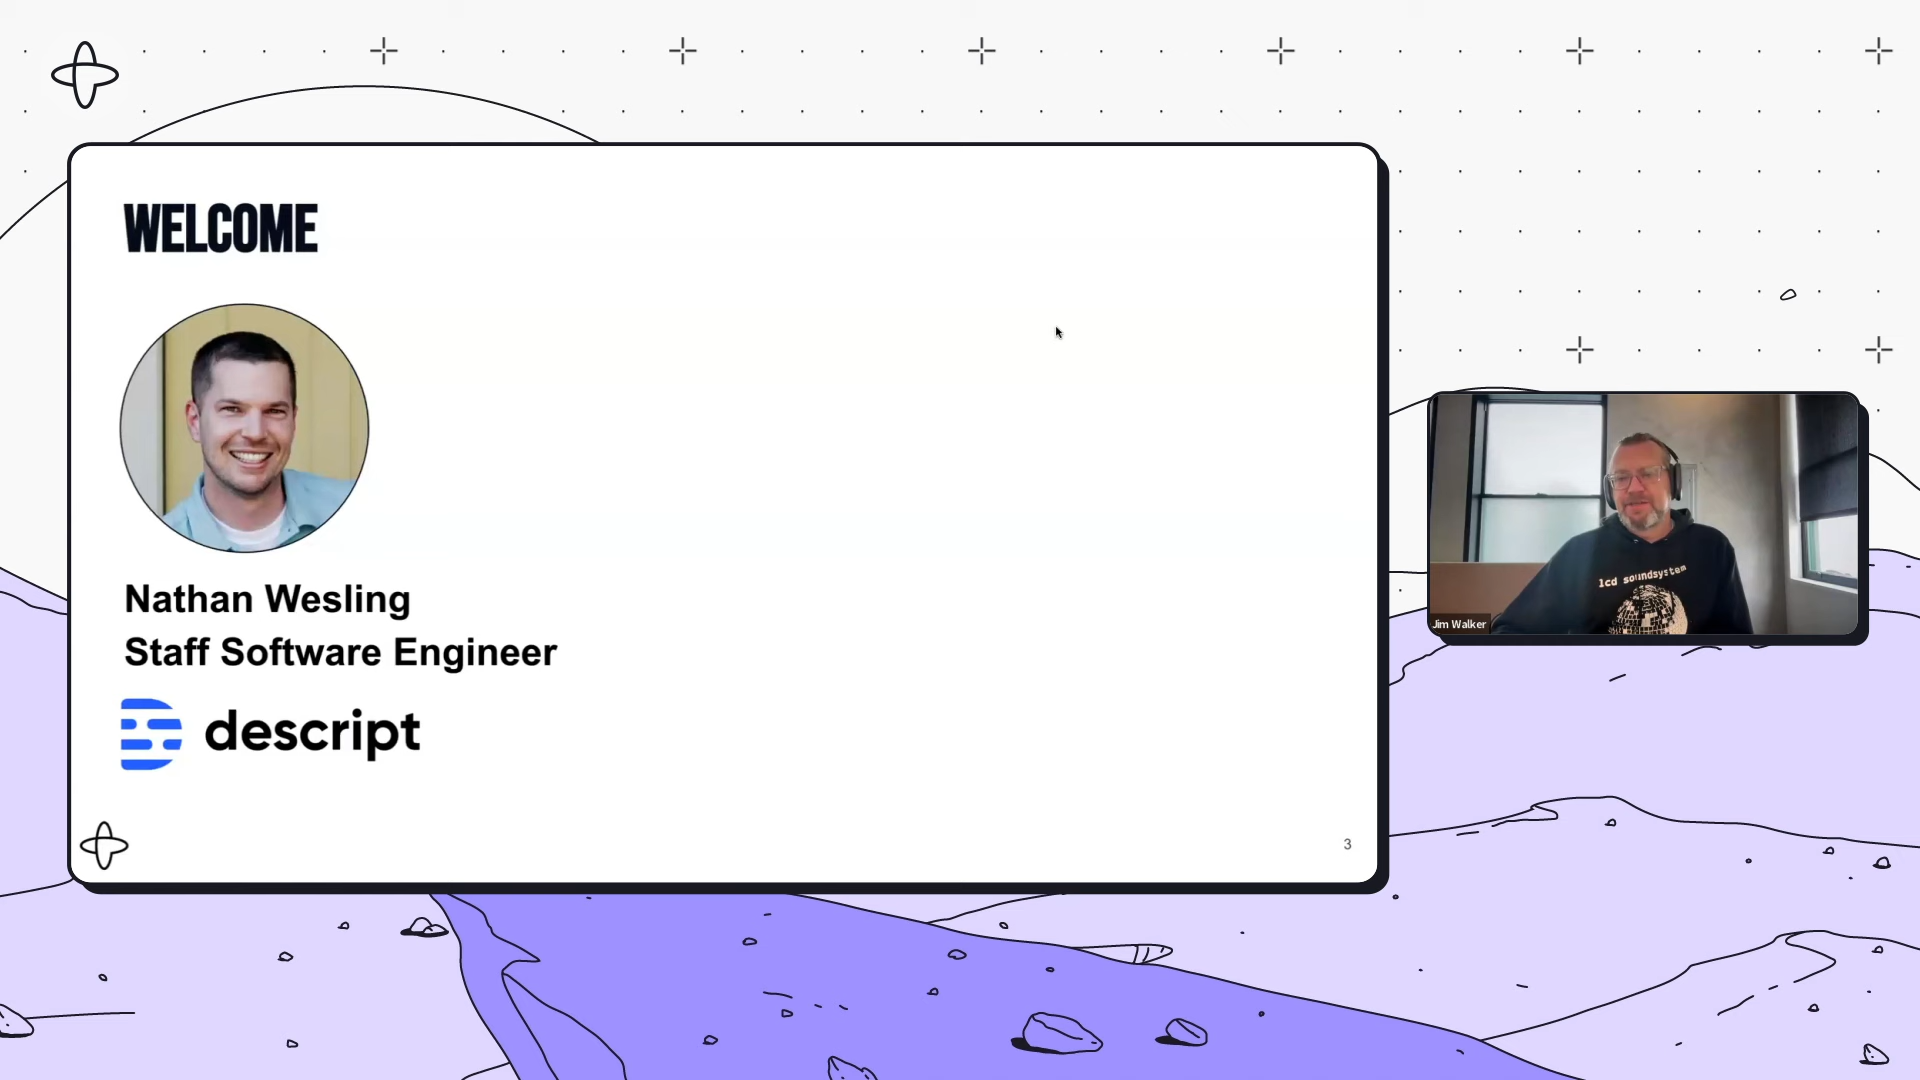 WELCOME
Nathan Wesling
Staff Software Engineer
descript
3
lcd soundsystem
Jim Walker